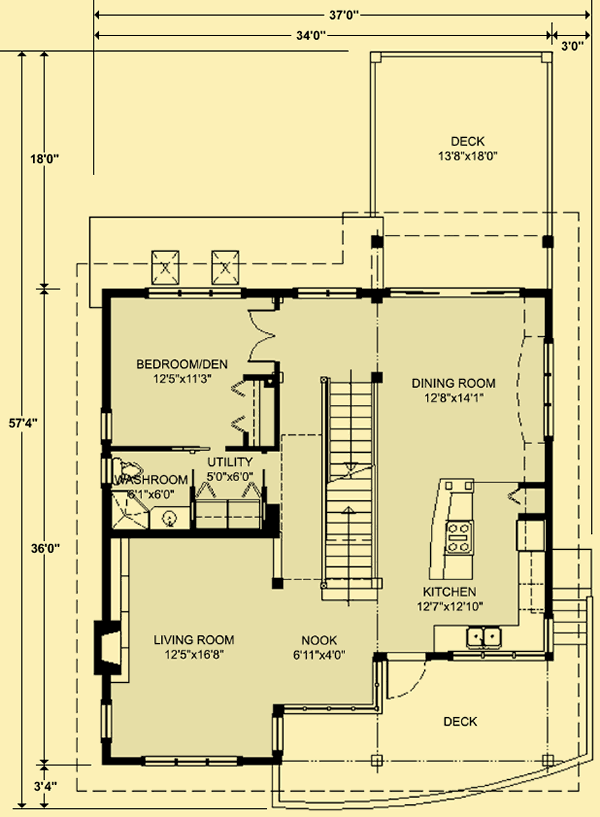 37'0"
34'0"
3'0"
18'0"
DECK
13'8"x18'0"
BEDROOM/DEN
12'5"x11'3"
DINING ROOM
12'8"x14'1"
57'4"
UTILITY
5'0"x6'0"
WASHROOM
6'1"x6'0"
36'0"
KITCHEN
12'7"x12'10"
LIVING ROOM
12'5"x16'8"
NOOK
6'11"x4'0"
DECK
3'4"